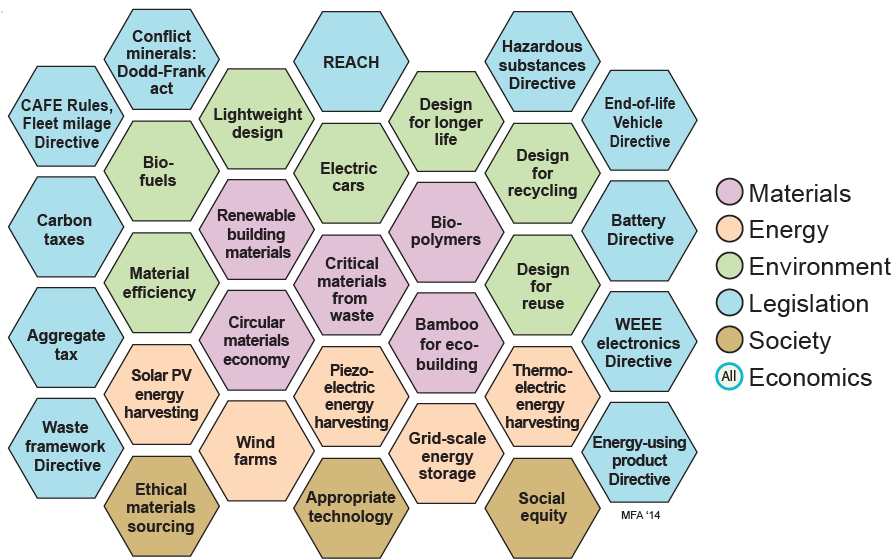 Conflict
minerals:
Dodd-Frank
act
REACH
Hazardous
substances
Directive
CAFE Rules,
Fleet milage
Directive
Lightweight
design
Design
for longer
life
End-of-life
Vehicle
Directive
Bio-
fuels
Electric
cars
Design
for
recycling
Carbon
taxes
Renewable
building
materials
Bio-
polymers
Battery
Directive
Material
efficiency
Critical
materials
from
waste
Design
for
reuse
Aggregate
tax
Circular
materials
economy
Bamboo
for eco-
building
WEEE
electronics
Directive
Solar PV
energy
harvesting
Piezo-
electric
energy
harvesting
Thermo-
electric
energy
harvesting
Waste
framework
Directive
Wind
farms
Grid-scale
energy
storage
Energy-using
product
Directive
Ethical
materials
sourcing
Appropriate
technology
Social
equity
MFA ‘14
Materials
Energy
Environment
Legislation
Society
All Economics